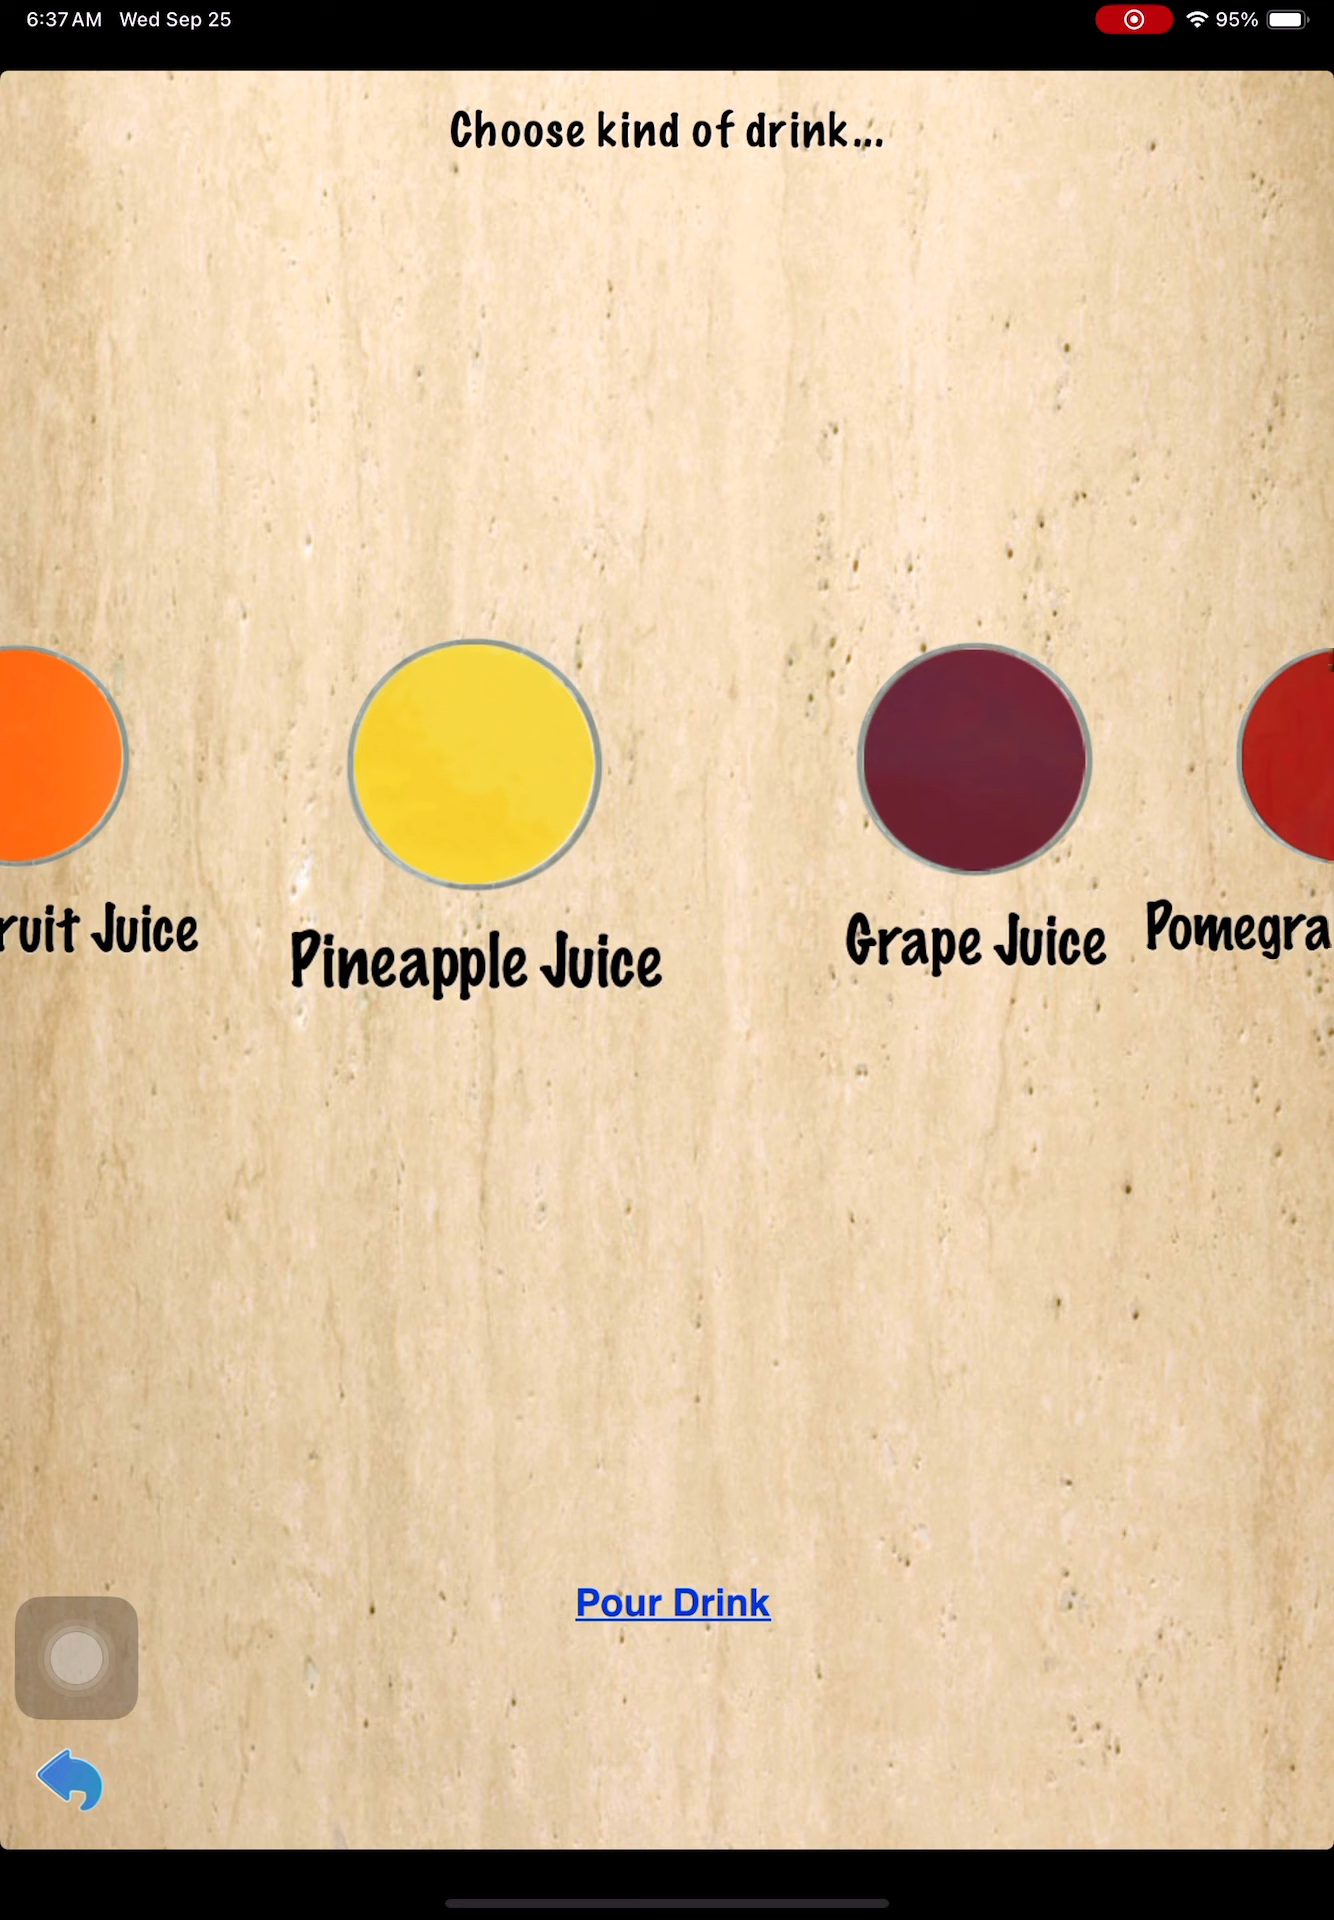 6:37 AM Wed Sep 25
95%
Choose kind of drink...
ruit Juice
Pineapple Juice
Grape Juice
Pomegra
Pour Drink